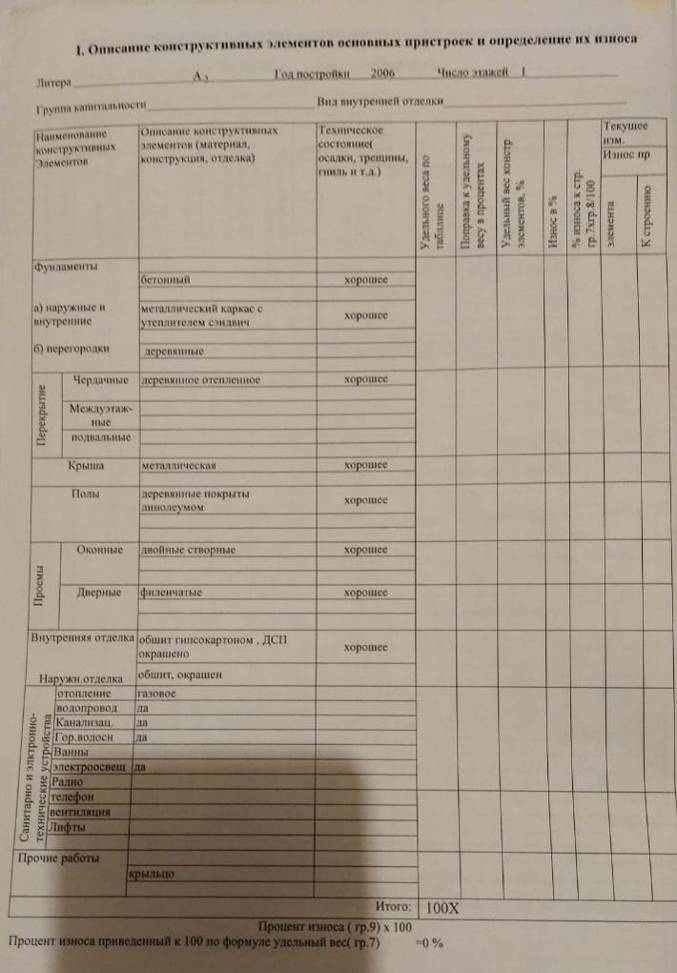 I. Описание конструктивных элементов основных пристроек и определение их износа
Литера А₃ Год постройки 2006 Число этажей 1
Группа капитальности Вид внутренней отделки
Наименование конструктивных Элементов
Описание конструктивных элементов (материал, конструкция, отделка)
Техническое состояние( осадки, трещины, гниль и т.д.)
Удельного веса по таблице
Поправка к удельному весу в процентах
Удельный вес констр элементов, %
Износ в %
% износа к стр. гр.7хгр.8/100
Текущее изм.
Износ пр
элемента
К строению
Фундаменты
бетонный хорошее
а) наружные и внутренние металлический каркас с утеплителем сэндвич хорошее
б) перегородки деревянные
Перекрытие
Чердачные деревянное отепленное хорошее
Междуэтаж-
ные
подвальные
Крыша металлическая хорошее
Полы деревянные покрыты линолеумом хорошее
Проемы
Оконные двойные створные хорошее
Дверные филенчатые хорошее
Внутренняя отделка обшит гипсокартоном , ДСП окрашено хорошее
Наружн.отделка обшит, окрашен
Санитарно и элктронно-
технические устройства
отопление газовое
водопровод да
Канализац. да
Гор.водосн да
Ванны
электроосвещ да
Радио
телефон
вентиляция
Лифты
Прочие работы
крыльцо
Итого: 100Х
Процент износа ( гр.9) х 100
Процент износа приведенный к 100 по формуле удельный вес( гр.7) =0 %